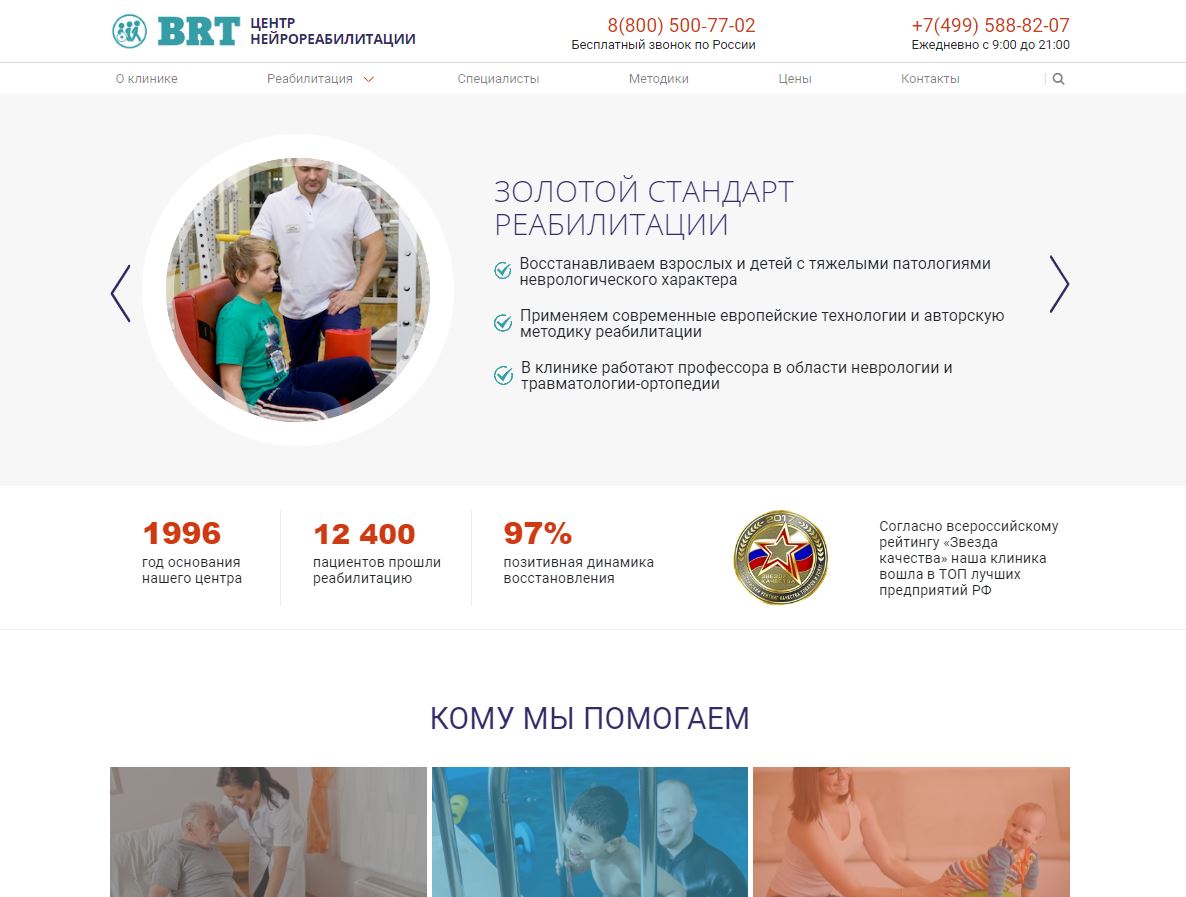 BRT
ЦЕНТР
НЕЙРОРЕАБИЛИТАЦИИ
8(800) 500-77-02
Бесплатный звонок по России
+7(499) 588-82-07
Ежедневно с 9:00 до 21:00
О клинике
Реабилитация
Специалисты
Методики
Цены
Контакты
ЗОЛОТОЙ СТАНДАРТ
РЕАБИЛИТАЦИИ
Восстанавливаем взрослых и детей с тяжелыми патологиями
неврологического характера
Применяем современные европейские технологии и авторскую
методику реабилитации
В клинике работают профессора в области неврологии и
травматологии-ортопедии
1996
год основания
нашего центра
12 400
пациентов прошли
реабилитацию
97%
позитивная динамика
восстановления
2017
ЗВЕЗДА
КАЧЕСТВА
Согласно всероссийскому
рейтингу «Звезда
качества» наша клиника
вошла в ТОП лучших
предприятий РФ
КОМУ МЫ ПОМОГАЕМ